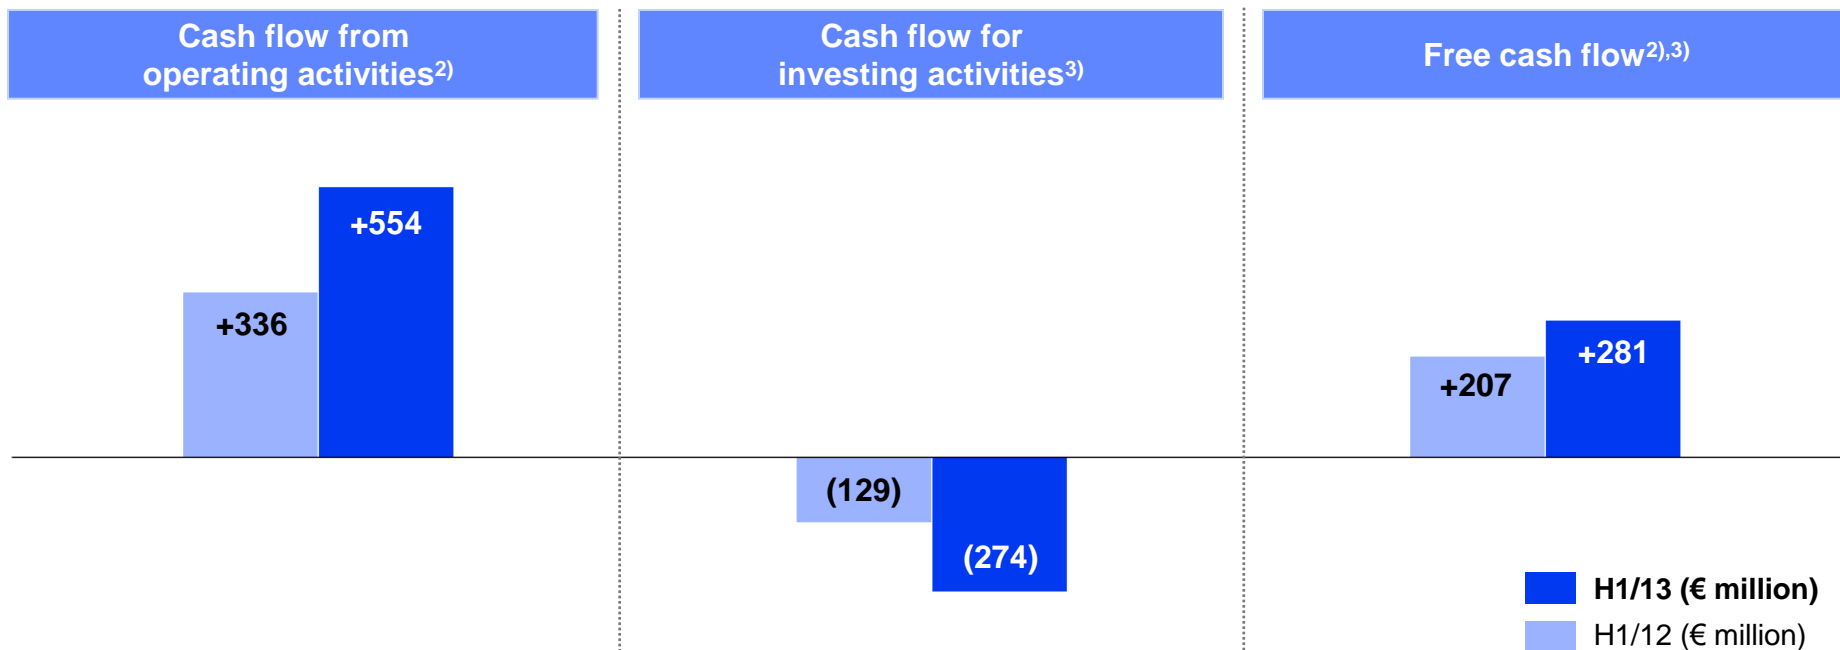 Cash flow from
operating activities2)
Cash flow for
investing activities3)
Free cash flow2),3)
+336
+554
(129)
(274)
+207
+281
H1/13 (€ million)
H1/12 (€ million)